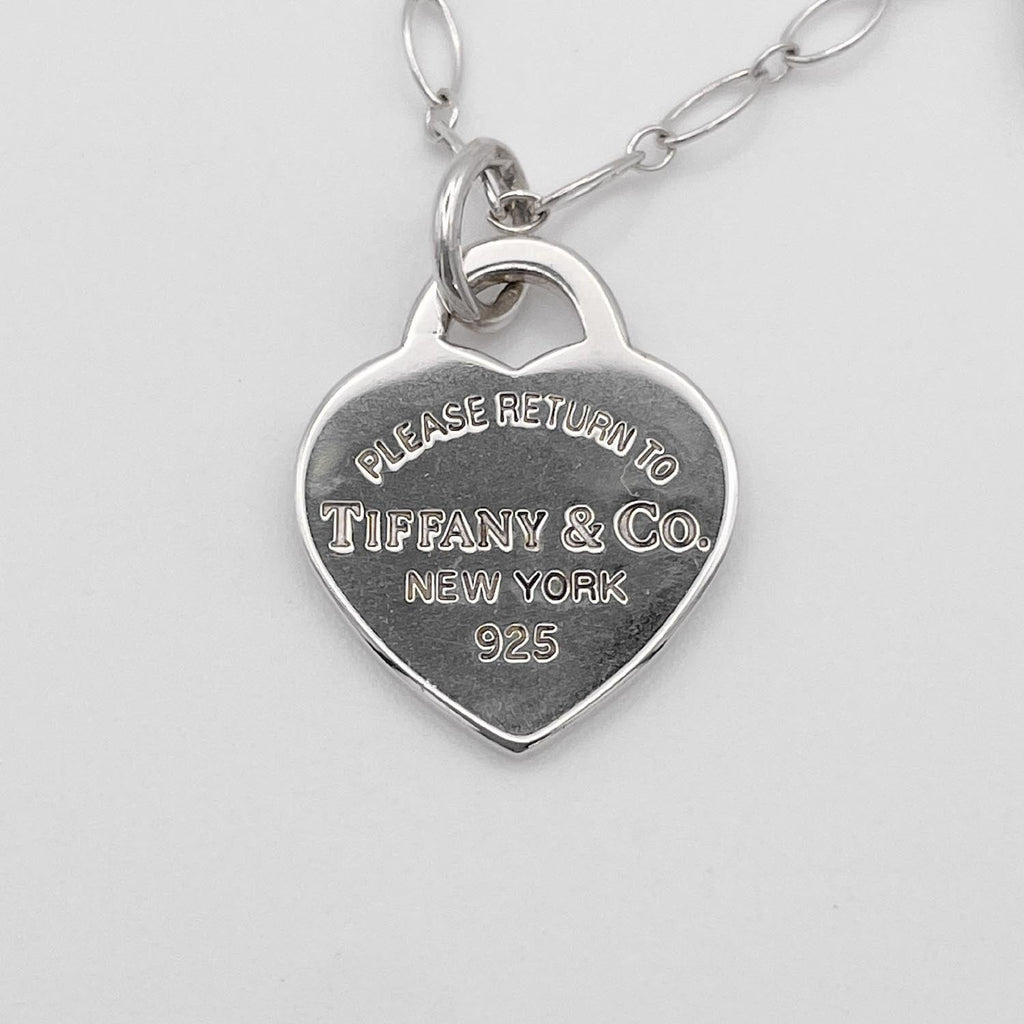 PLEASE RETURN TO
TIFFANY & CO.
NEW YORK
925